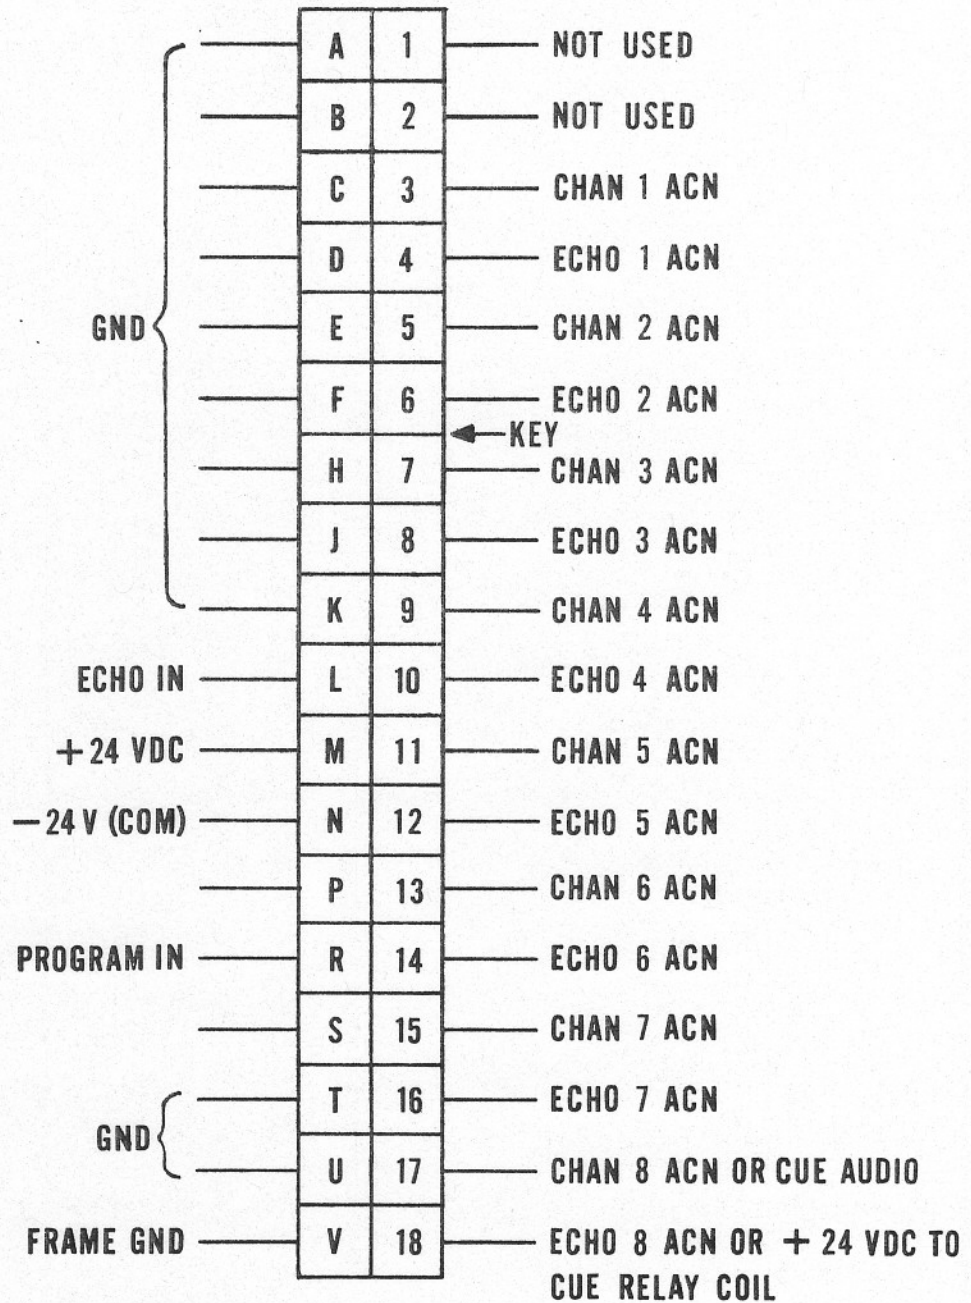 A 1 NOT USED
B 2 NOT USED
C 3 CHAN 1 ACN
D 4 ECHO 1 ACN
GND E 5 CHAN 2 ACN
F 6 ECHO 2 ACN
KEY
H 7 CHAN 3 ACN
J 8 ECHO 3 ACN
K 9 CHAN 4 ACN
ECHO IN L 10 ECHO 4 ACN
+24 VDC M 11 CHAN 5 ACN
−24 V (COM) N 12 ECHO 5 ACN
P 13 CHAN 6 ACN
PROGRAM IN R 14 ECHO 6 ACN
S 15 CHAN 7 ACN
T 16 ECHO 7 ACN
GND
U 17 CHAN 8 ACN OR CUE AUDIO
FRAME GND V 18 ECHO 8 ACN OR +24 VDC TO
CUE RELAY COIL